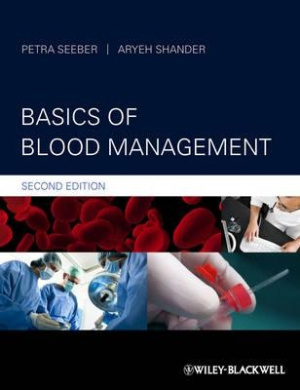 PETRA SEEBER | ARYEH SHANDER
BASICS OF
BLOOD MANAGEMENT
SECOND EDITION
WILEY-BLACKWELL